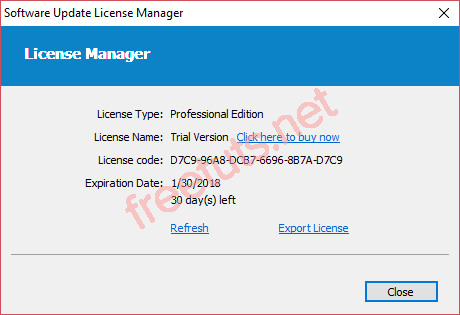 Software Update License Manager
License Manager
License Type: Professional Edition
License Name: Trial Version Click here to buy now
License code: D7C9-96A8-DCB7-6696-8B7A-D7C9
Expiration Date: 1/30/2018
30 day(s) left
Refresh Export License
Close
freetuts.net